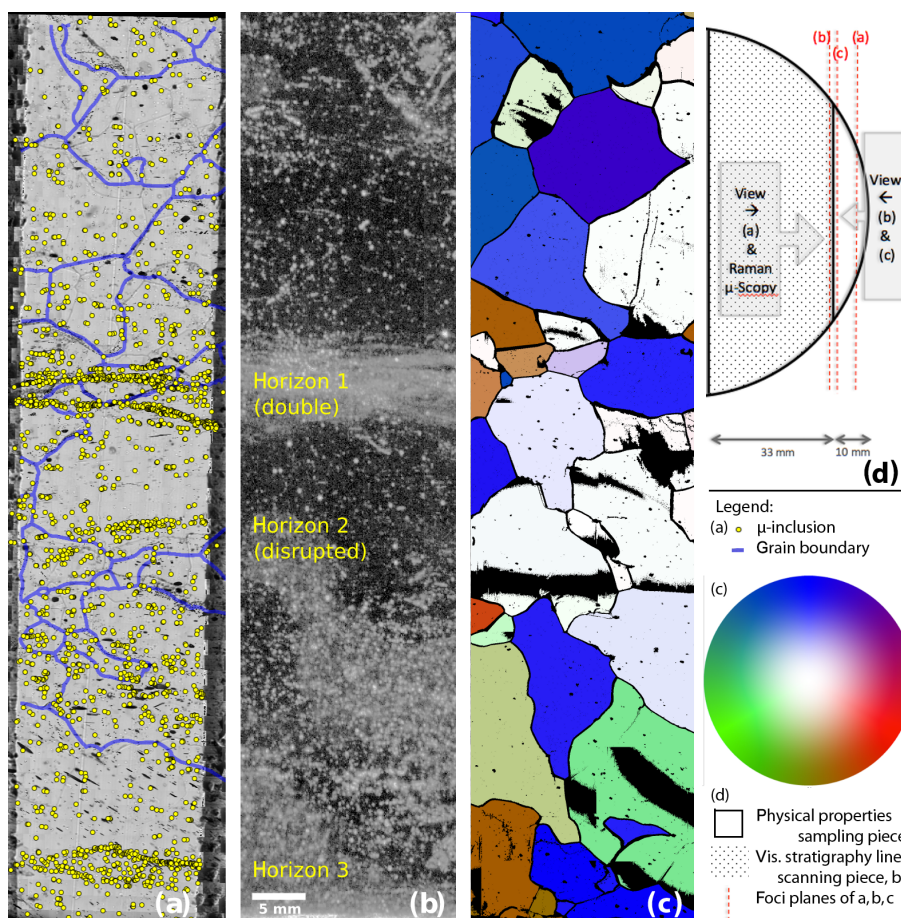 (a)
Horizon 1
(double)
Horizon 2
(disrupted)
Horizon 3
5 mm
(b)
(c)
(b)
(c)
(a)
View
→
(a)
&
Raman
μ-Scopy
View
←
(b)
&
(c)
33 mm
10 mm
(d)
Legend:
(a) μ-inclusion
Grain boundary
(c)
(d)
Physical properties
sampling piece
Vis. stratigraphy line
scanning piece, b
Foci planes of a, b, c